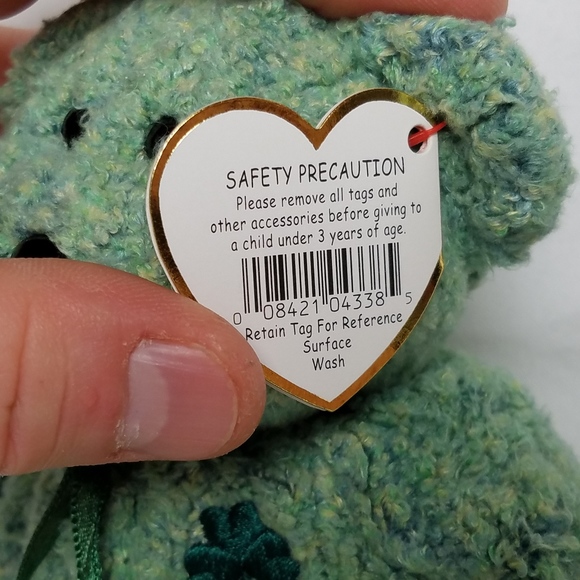 SAFETY PRECAUTION
Please remove all tags and
other accessories before giving to
a child under 3 years of age.
0 08421 04338 5
Retain Tag For Reference
Surface
Wash